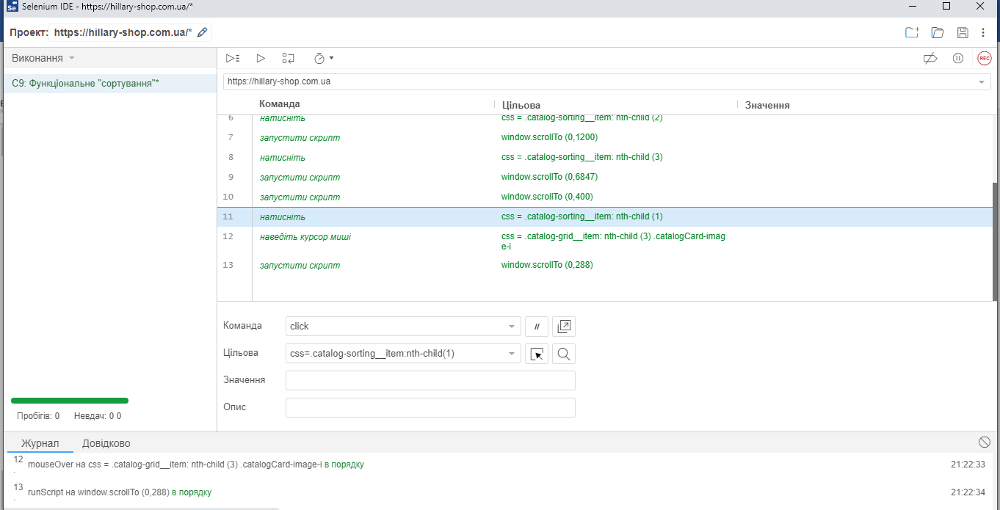 Se Selenium IDE - https://hillary-shop.com.ua/*
Проект: https://hillary-shop.com.ua/*
Виконання
C9: Функціональне "сортування"*
REC
https://hillary-shop.com.ua
Команда Цільова Значення
6 натисніть css = .catalog-sorting__item: nth-child (2)
7 запустити скрипт window.scrollTo (0,1200)
8 натисніть css = .catalog-sorting__item: nth-child (3)
9 запустити скрипт window.scrollTo (0,6847)
10 запустити скрипт window.scrollTo (0,400)
11 натисніть css = .catalog-sorting__item: nth-child (1)
12 наведіть курсор миші css = .catalog-grid__item: nth-child (3) .catalogCard-imag
e-i
13 запустити скрипт window.scrollTo (0,288)
Команда click //
Цільова css=.catalog-sorting__item:nth-child(1)
Значення
Опис
Пробігів: 0 Невдач: 0 0
Журнал Довідково
12. mouseOver на css = .catalog-grid__item: nth-child (3) .catalogCard-image-i в порядку 21:22:33
13. runScript на window.scrollTo (0,288) в порядку 21:22:34